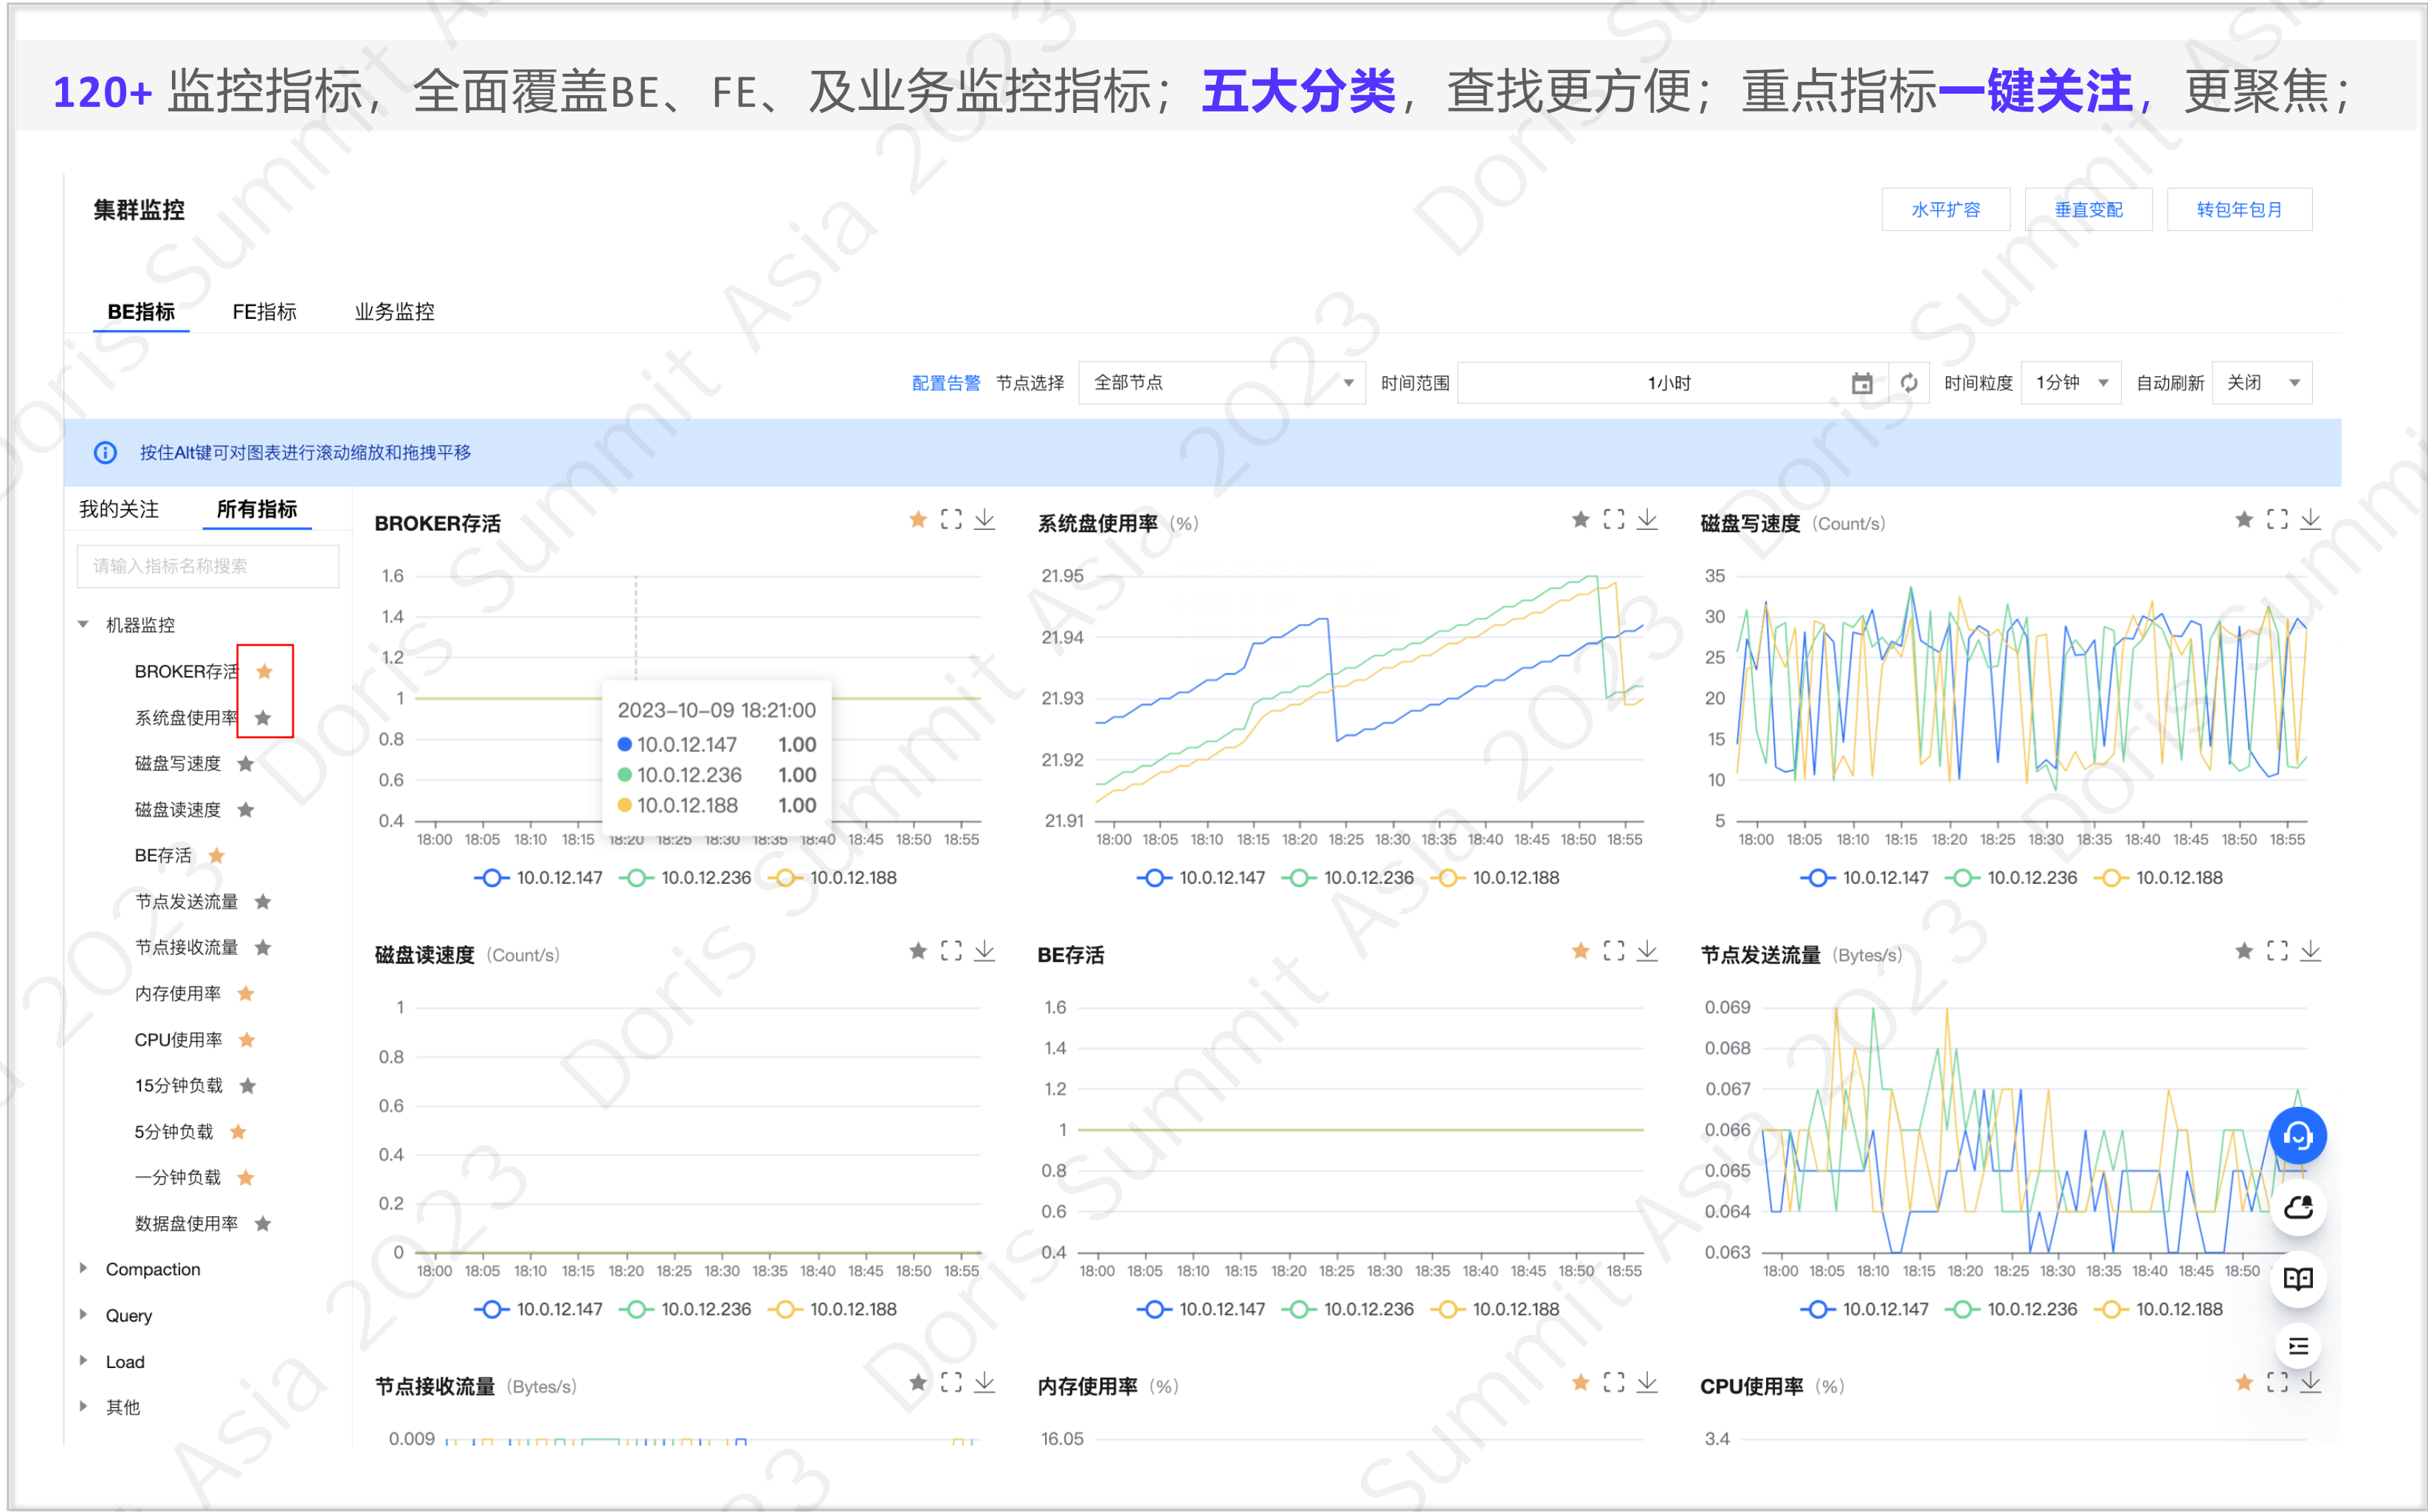 120+ 监控指标，全面覆盖BE、FE、及业务监控指标；五大分类，查找更方便；重点指标一键关注，更聚焦；
集群监控
水平扩容 垂直变配 转包年包月
BE指标 FE指标 业务监控
配置告警 节点选择 全部节点 时间范围 1小时 时间粒度 1分钟 自动刷新 关闭
按住Alt键可对图表进行滚动缩放和拖拽平移
我的关注 所有指标
请输入指标名称搜索
机器监控
BROKER存活
系统盘使用率
磁盘写速度
磁盘读速度
BE存活
节点发送流量
节点接收流量
内存使用率
CPU使用率
15分钟负载
5分钟负载
一分钟负载
数据盘使用率
Compaction
Query
Load
其他
BROKER存活
1.6
1.4
1.2
1
0.8
0.6
0.4
18:00 18:05 18:10 18:15 18:20 18:25 18:30 18:35 18:40 18:45 18:50 18:55
2023-10-09 18:21:00
10.0.12.147 1.00
10.0.12.236 1.00
10.0.12.188 1.00
10.0.12.147 10.0.12.236 10.0.12.188
系统盘使用率 (%)
21.95
21.94
21.93
21.92
21.91
18:00 18:05 18:10 18:15 18:20 18:25 18:30 18:35 18:40 18:45 18:50 18:55
10.0.12.147 10.0.12.236 10.0.12.188
磁盘写速度 (Count/s)
35
30
25
20
15
10
5
18:00 18:05 18:10 18:15 18:20 18:25 18:30 18:35 18:40 18:45 18:50 18:55
10.0.12.147 10.0.12.236 10.0.12.188
磁盘读速度 (Count/s)
1
0.8
0.6
0.4
0.2
0
18:00 18:05 18:10 18:15 18:20 18:25 18:30 18:35 18:40 18:45 18:50 18:55
10.0.12.147 10.0.12.236 10.0.12.188
BE存活
1.6
1.4
1.2
1
0.8
0.6
0.4
18:00 18:05 18:10 18:15 18:20 18:25 18:30 18:35 18:40 18:45 18:50 18:55
10.0.12.147 10.0.12.236 10.0.12.188
节点发送流量 (Bytes/s)
0.069
0.068
0.067
0.066
0.065
0.064
0.063
18:00 18:05 18:10 18:15 18:20 18:25 18:30 18:35 18:40 18:45 18:50
10.0.12.147 10.0.12.236 10.0.12.188
节点接收流量 (Bytes/s)
0.009
内存使用率 (%)
16.05
CPU使用率 (%)
3.4
Doris Summit Asia 2023